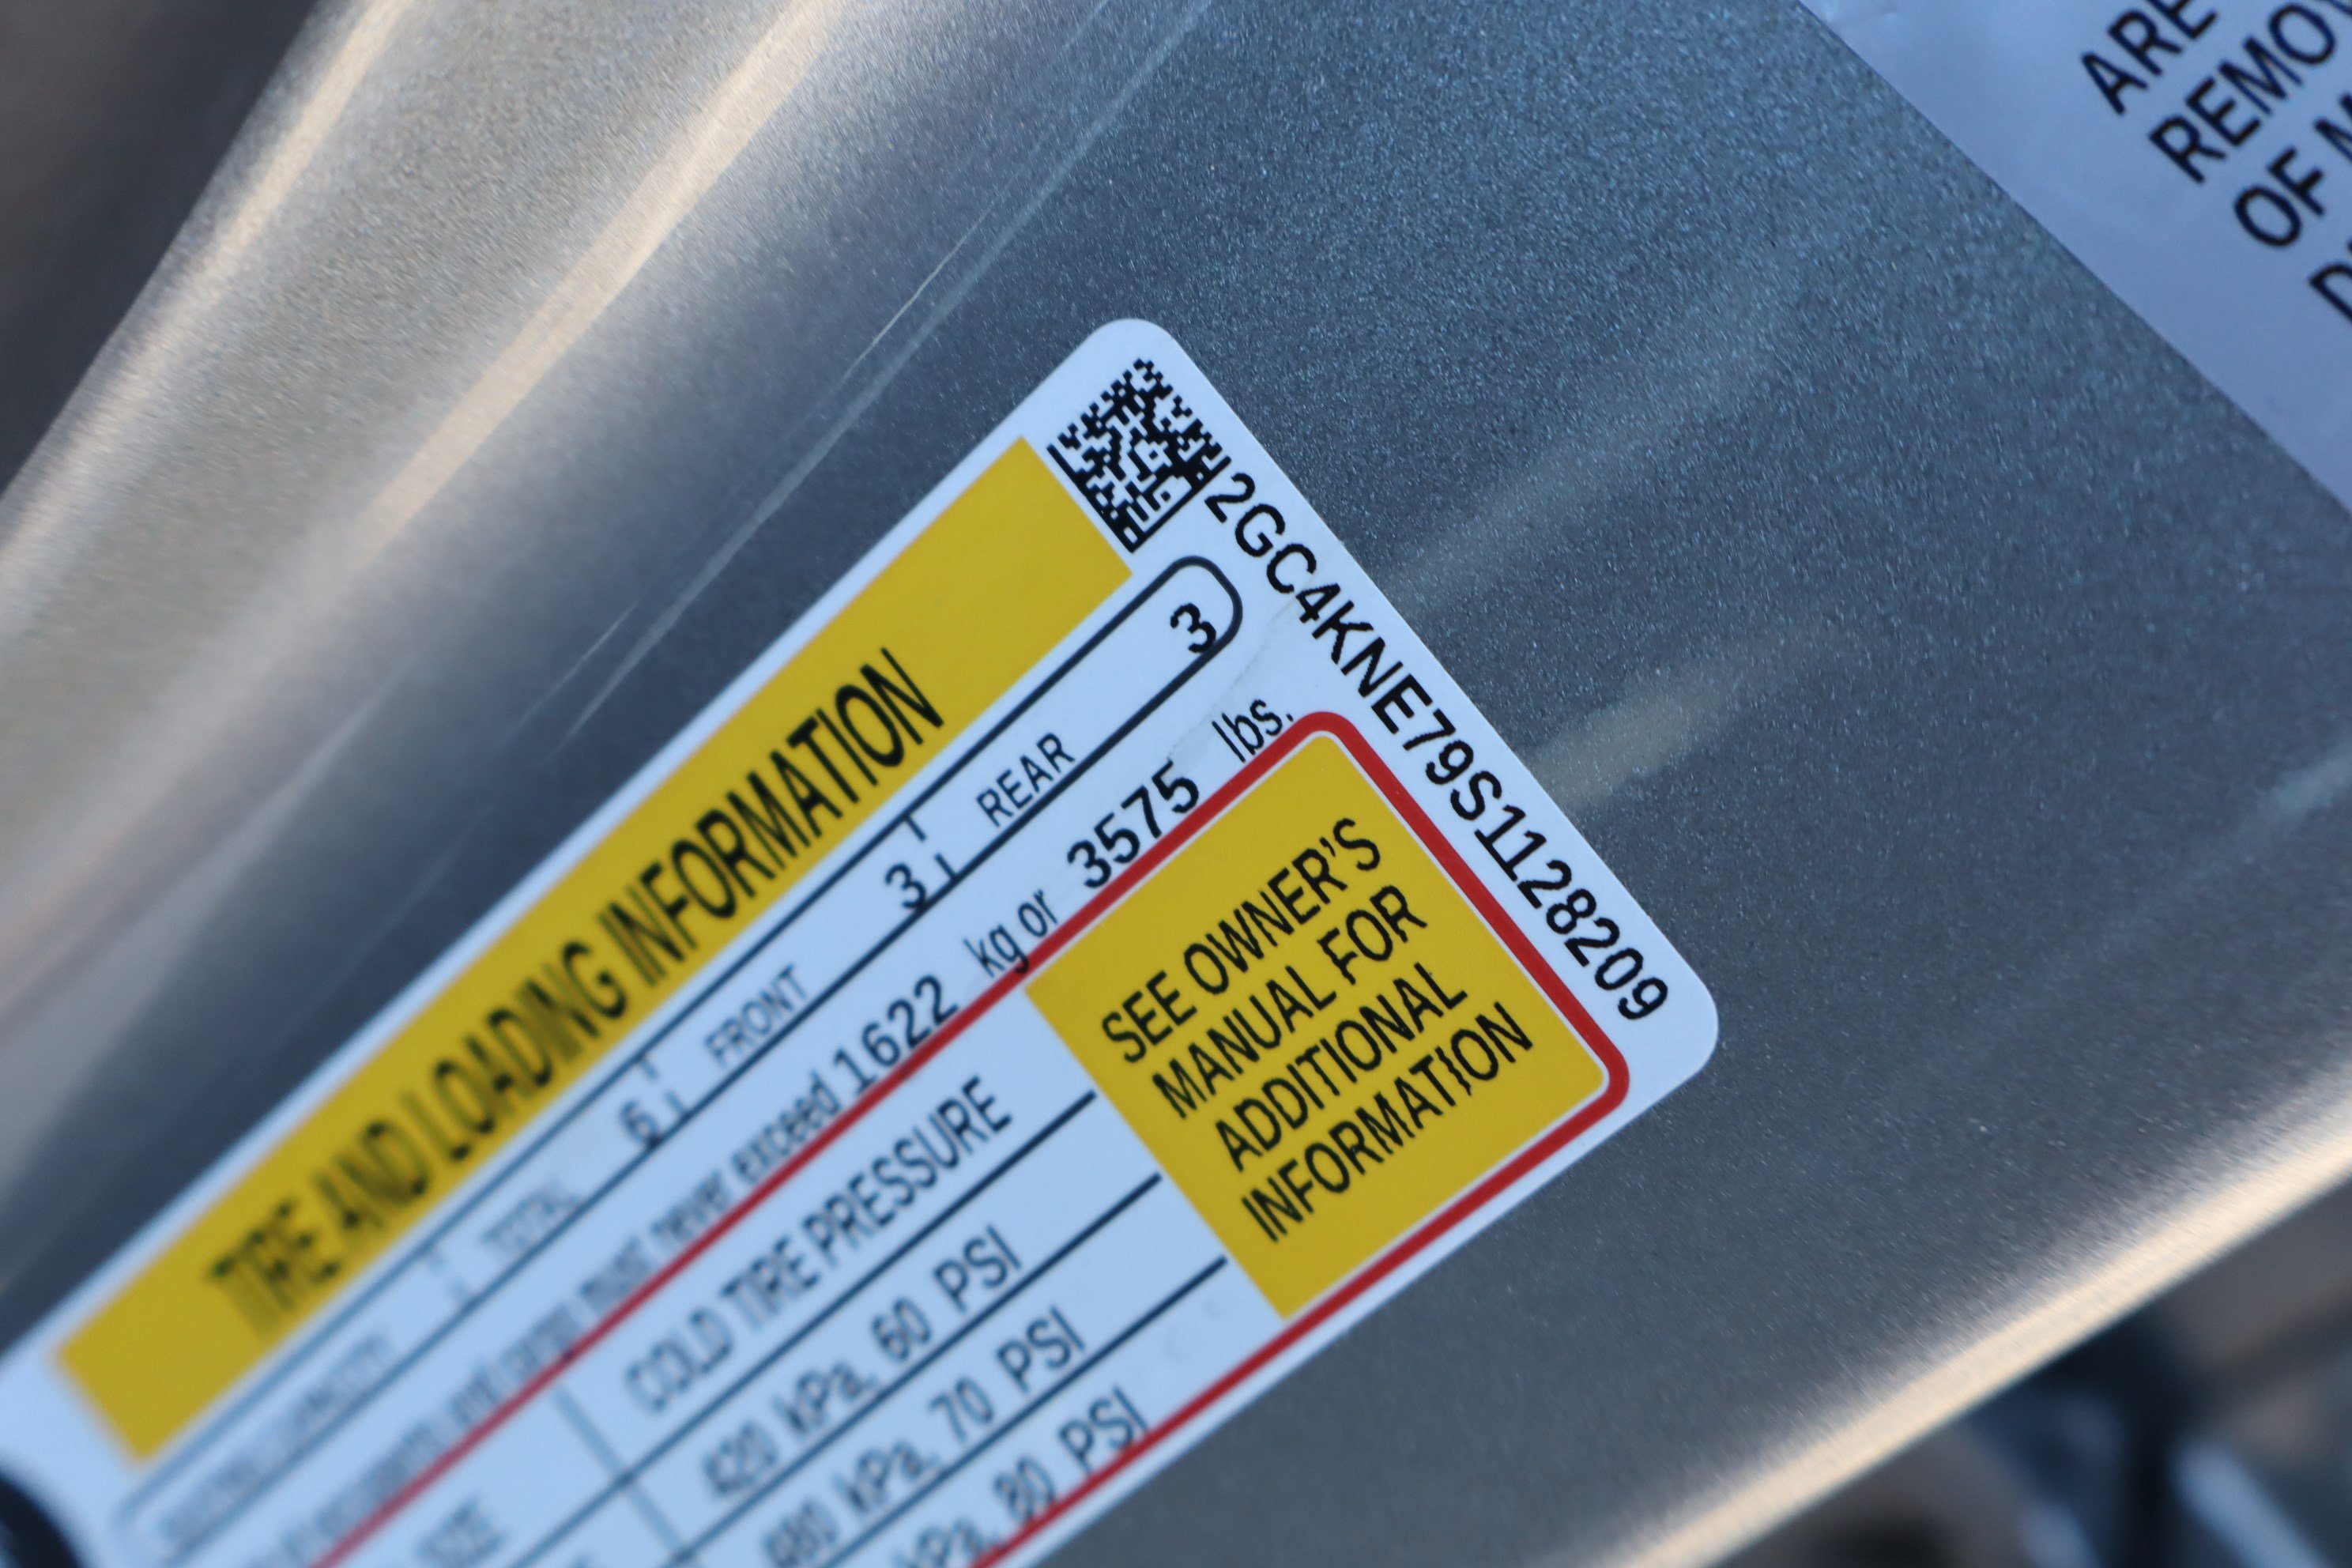 2GC4KNE79S1128209
TIRE AND LOADING INFORMATION
TOTAL 6 FRONT 3 REAR 3
never exceed 1622 kg or 3575 lbs.
SIZE COLD TIRE PRESSURE
420 kPa, 60 PSI
kPa, 70 PSI
kPa, 80 PSI
SEE OWNER'S
MANUAL FOR
ADDITIONAL
INFORMATION
ARE
OF